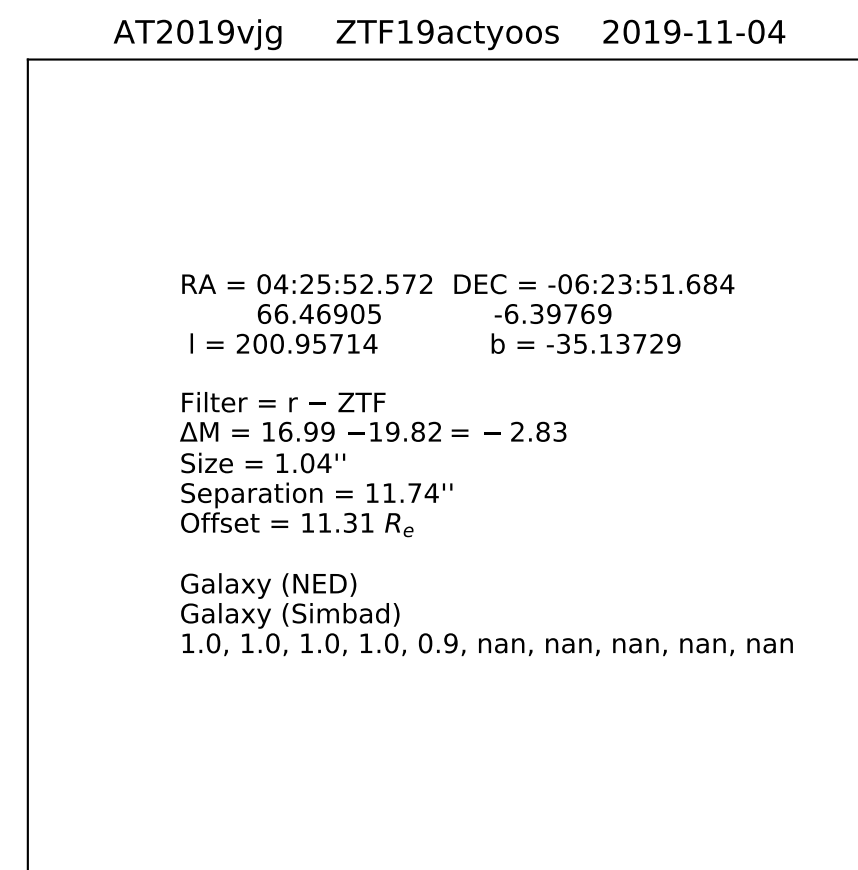 AT2019vjg ZTF19actyoos 2019-11-04
RA = 04:25:52.572 DEC = -06:23:51.684
66.46905 -6.39769
l = 200.95714 b = -35.13729
Filter = r − ZTF
ΔM = 16.99 −19.82 = − 2.83
Size = 1.04''
Separation = 11.74''
Offset = 11.31 Rₑ
Galaxy (NED)
Galaxy (Simbad)
1.0, 1.0, 1.0, 1.0, 0.9, nan, nan, nan, nan, nan